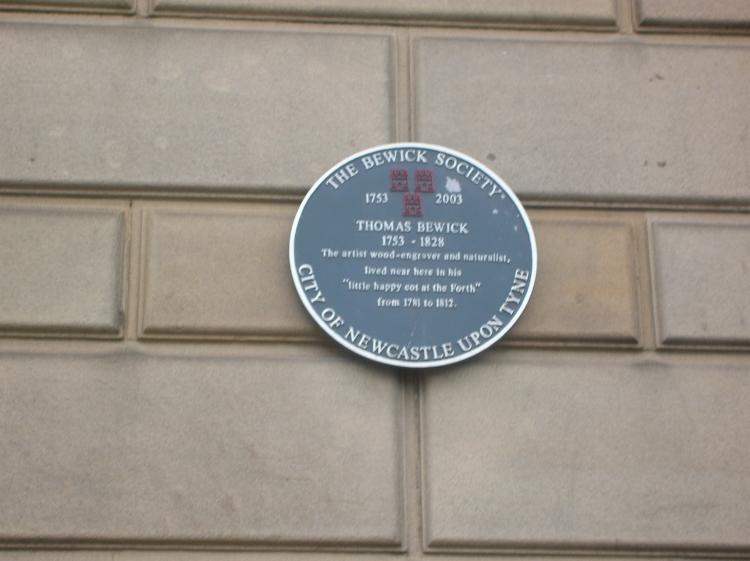 THE BEWICK SOCIETY
1753 2003
THOMAS BEWICK
1753 - 1828
The artist wood-engraver and naturalist,
lived near here in his
"little happy cot at the Forth"
from 1781 to 1812.
CITY OF NEWCASTLE UPON TYNE